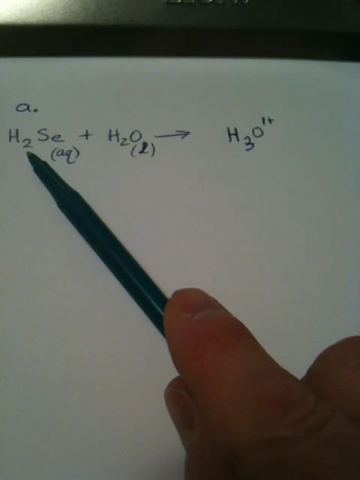 a.
H₂Se(aq) + H₂O(l) → H₃O¹⁺